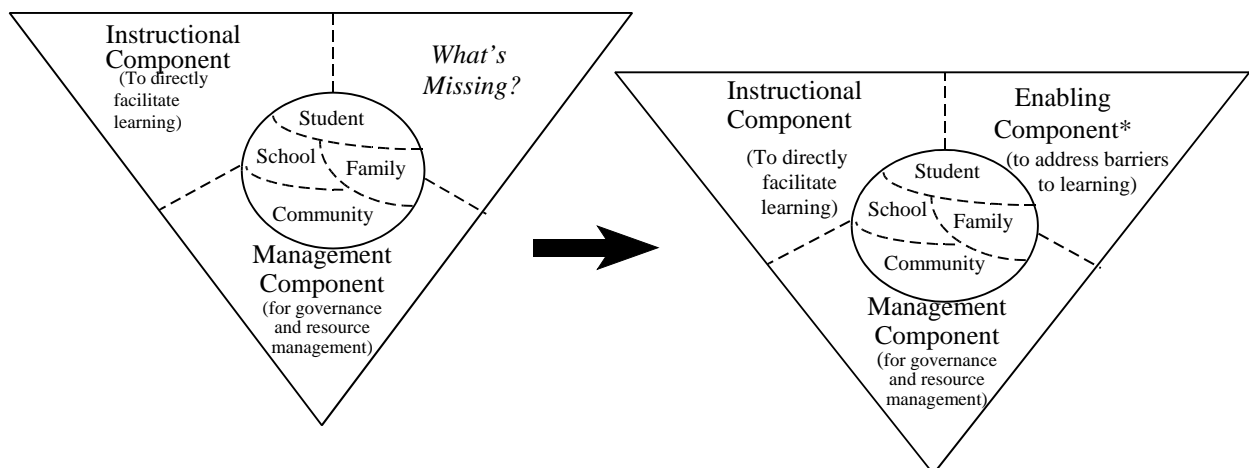 Instructional
Component
(To directly
facilitate
learning)
What's
Missing?
Student
School
Family
Community
Management
Component
(for governance
and resource
management)
Instructional
Component
(To directly
facilitate
learning)
Enabling
Component*
(to address barriers
to learning)
Student
School
Family
Community
Management
Component
(for governance
and resource
management)